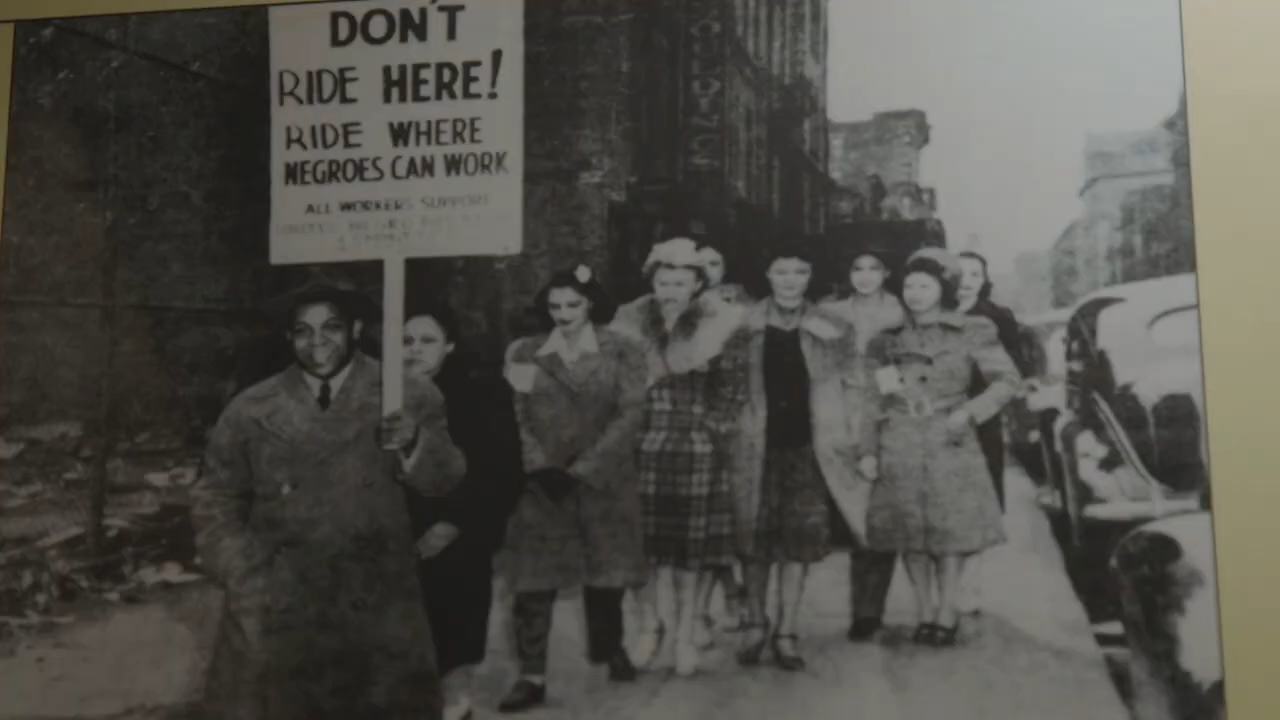 DON'T
RIDE HERE!
RIDE WHERE
NEGROES CAN WORK
ALL WORKERS SUPPORT